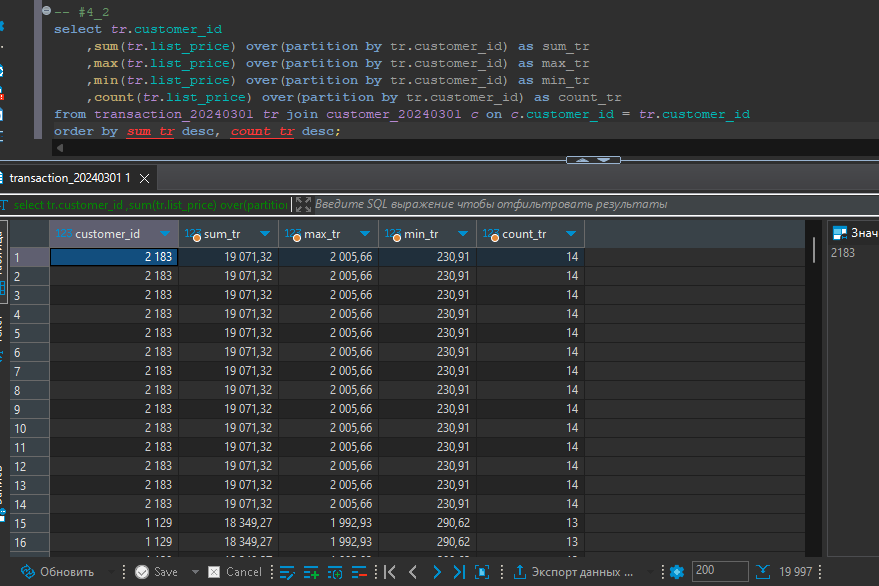 -- #4_2
select tr.customer_id
,sum(tr.list_price) over(partition by tr.customer_id) as sum_tr
,max(tr.list_price) over(partition by tr.customer_id) as max_tr
,min(tr.list_price) over(partition by tr.customer_id) as min_tr
,count(tr.list_price) over(partition by tr.customer_id) as count_tr
from transaction_20240301 tr join customer_20240301 c on c.customer_id = tr.customer_id
order by sum_tr desc, count_tr desc;
transaction_20240301 1
select tr.customer_id ,sum(tr.list_price) over(partition Введите SQL выражение чтобы отфильтровать результаты
123 customer_id 123 sum_tr 123 max_tr 123 min_tr 123 count_tr Знач
1 2 183 19 071,32 2 005,66 230,91 14 2183
2 2 183 19 071,32 2 005,66 230,91 14
3 2 183 19 071,32 2 005,66 230,91 14
4 2 183 19 071,32 2 005,66 230,91 14
5 2 183 19 071,32 2 005,66 230,91 14
6 2 183 19 071,32 2 005,66 230,91 14
7 2 183 19 071,32 2 005,66 230,91 14
8 2 183 19 071,32 2 005,66 230,91 14
9 2 183 19 071,32 2 005,66 230,91 14
10 2 183 19 071,32 2 005,66 230,91 14
11 2 183 19 071,32 2 005,66 230,91 14
12 2 183 19 071,32 2 005,66 230,91 14
13 2 183 19 071,32 2 005,66 230,91 14
14 2 183 19 071,32 2 005,66 230,91 14
15 1 129 18 349,27 1 992,93 290,62 13
16 1 129 18 349,27 1 992,93 290,62 13
Обновить Save Cancel Экспорт данных ... 200 19 997